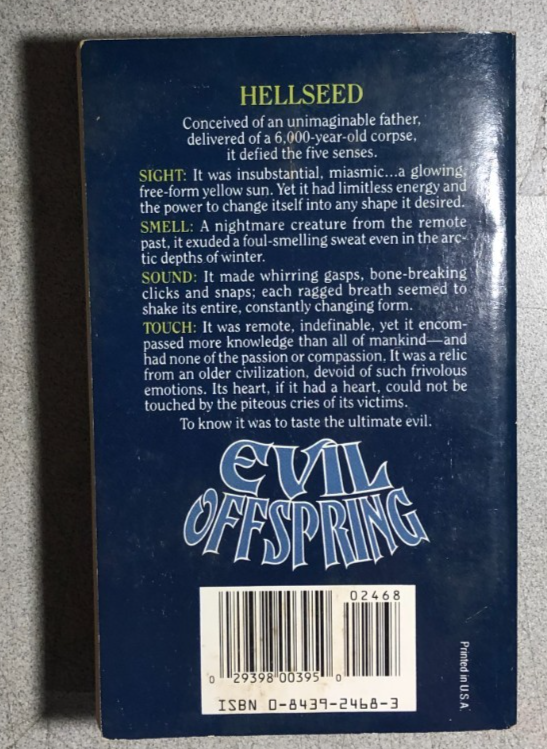 HELLSEED
Conceived of an unimaginable father,
delivered of a 6,000-year-old corpse,
it defied the five senses.
SIGHT: It was insubstantial, miasmic...a glowing,
free-form yellow sun. Yet it had limitless energy and
the power to change itself into any shape it desired.
SMELL: A nightmare creature from the remote
past, it exuded a foul-smelling sweat even in the arc-
tic depths of winter.
SOUND: It made whirring gasps, bone-breaking
clicks and snaps; each ragged breath seemed to
shake its entire, constantly changing form.
TOUCH: It was remote, indefinable, yet it encom-
passed more knowledge than all of mankind—and
had none of the passion or compassion. It was a relic
from an older civilization, devoid of such frivolous
emotions. Its heart, if it had a heart, could not be
touched by the piteous cries of its victims.
To know it was to taste the ultimate evil.
EVIL
OFFSPRING
02468
0 29398 00395 0
ISBN 0-8439-2468-3
Printed in U.S.A.